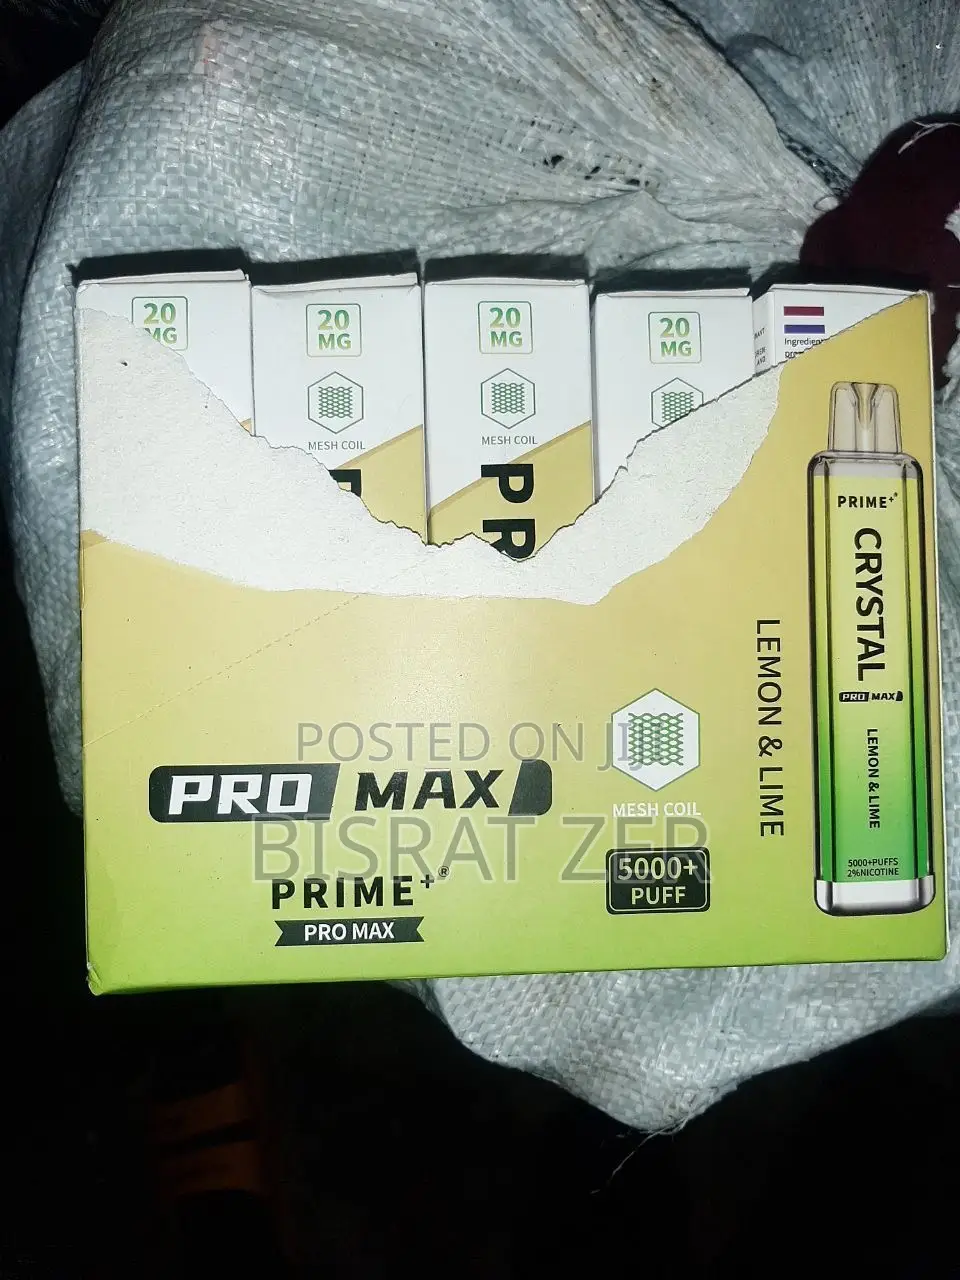 20
MG
20
MG
20
MG
20
MG
MESH COIL
MESH COIL
PR
PRIME+
CRYSTAL
PRO MAX
LEMON & LIME
5000+PUFFS
2%NICOTINE
LEMON & LIME
POSTED ON JIJI
BISRAT ZER
PRO MAX
MESH COIL
PRIME+®
PRO MAX
5000+
PUFF